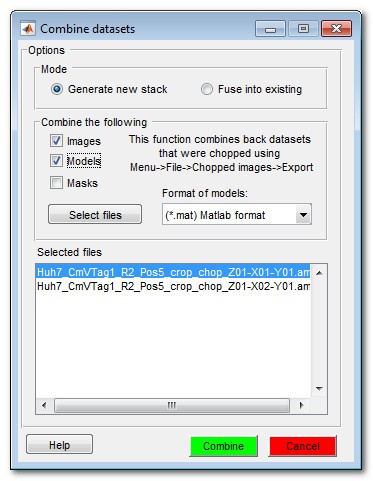 Combine datasets
Options
Mode
Generate new stack
Fuse into existing
Combine the following
Images
Models
Masks
This function combines back datasets
that were chopped using
Menu->File->Chopped images->Export
Format of models:
Select files
(*.mat) Matlab format
Selected files
Huh7_CmVTag1_R2_Pos5_crop_chop_Z01-X01-Y01.am
Huh7_CmVTag1_R2_Pos5_crop_chop_Z01-X02-Y01.am
Help
Combine
Cancel